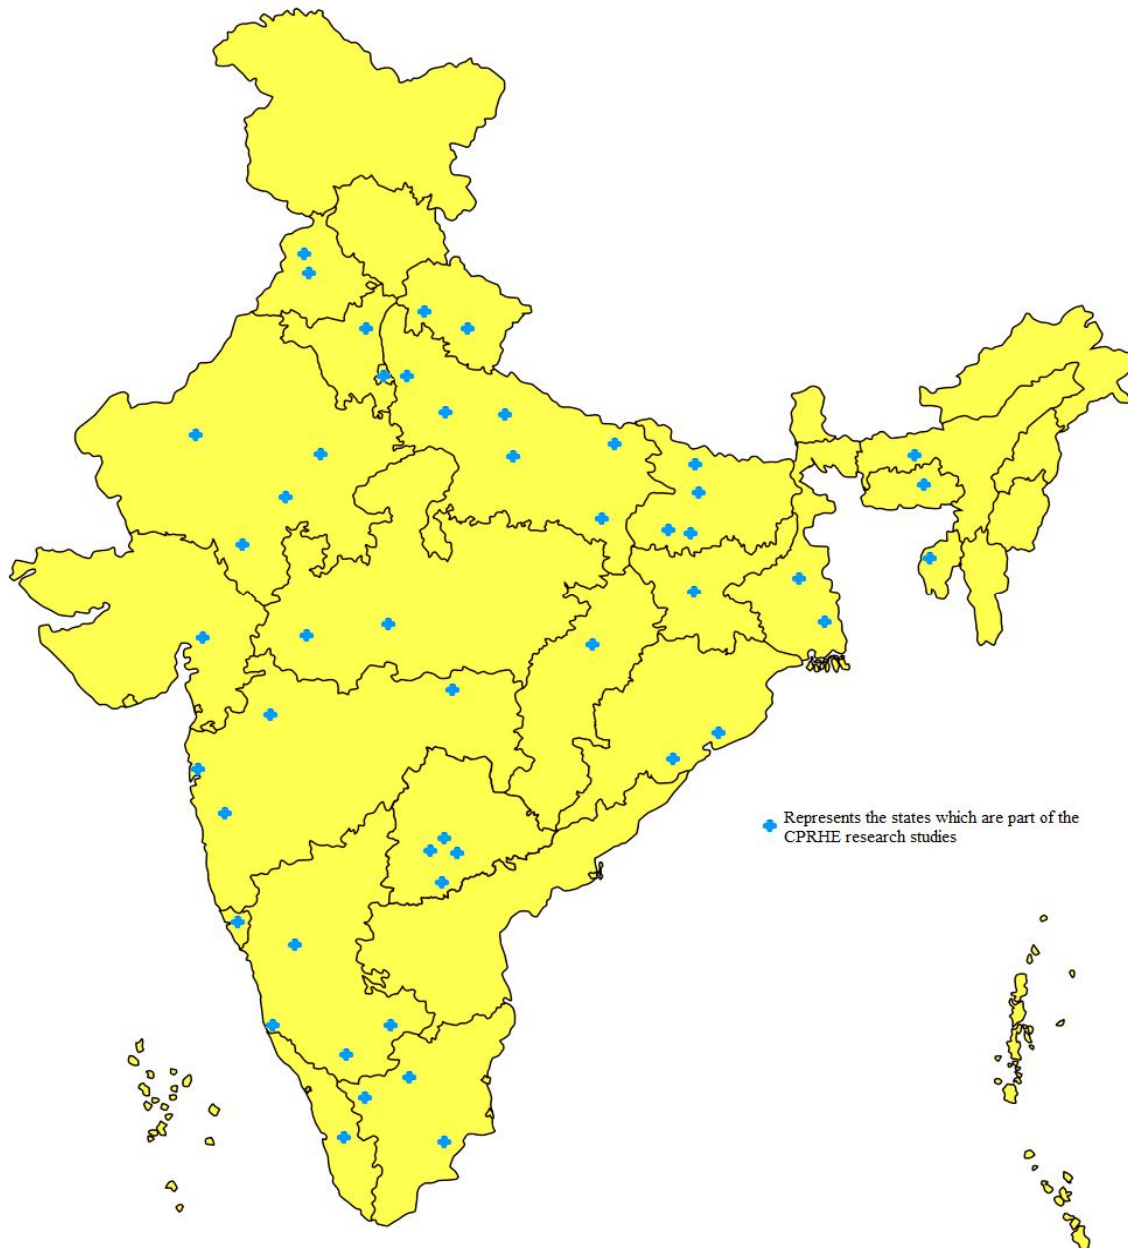 Represents the states which are part of the
CPRHE research studies